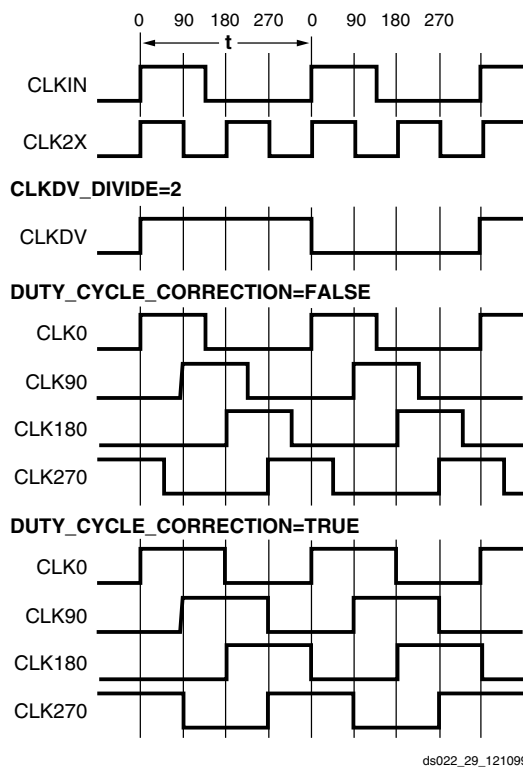 0 90 180 270 0 90 180 270
t
CLKIN
CLK2X
CLKDV_DIVIDE=2
CLKDV
DUTY_CYCLE_CORRECTION=FALSE
CLK0
CLK90
CLK180
CLK270
DUTY_CYCLE_CORRECTION=TRUE
CLK0
CLK90
CLK180
CLK270
ds022_29_121099